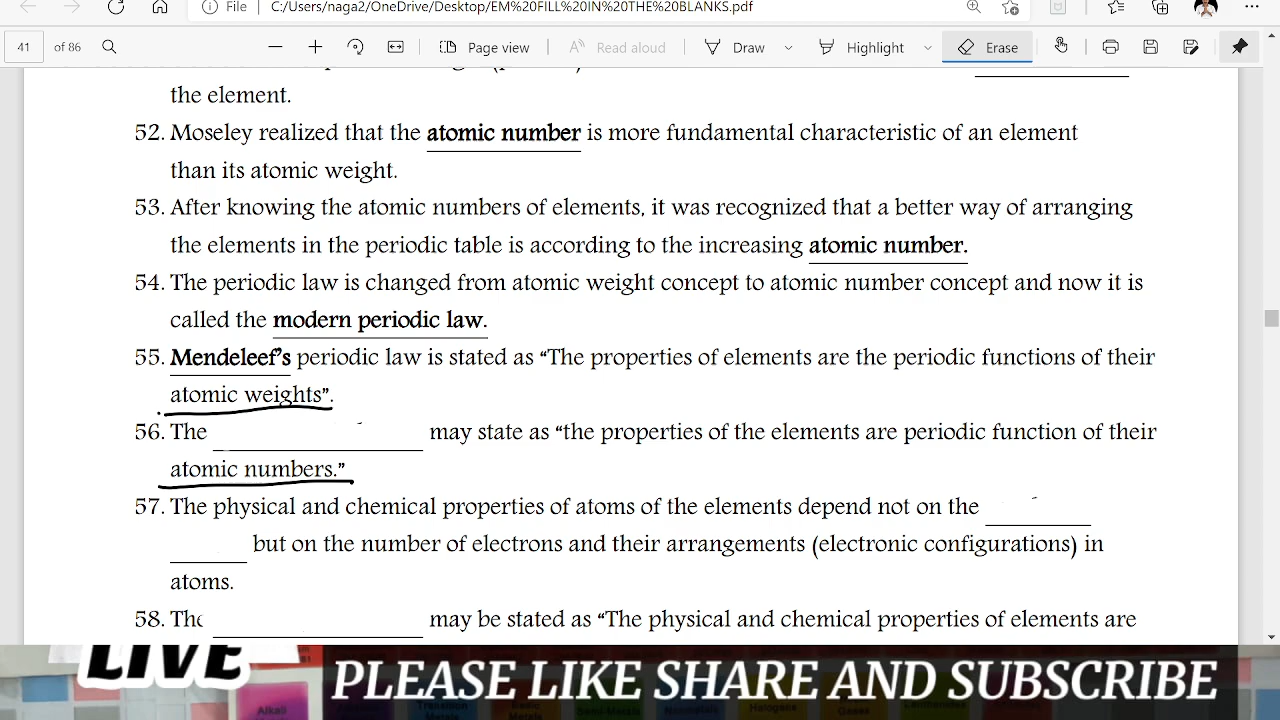 File C:/Users/naga2/OneDrive/Desktop/EM%20FILL%20IN%20THE%20BLANKS.pdf
41 of 86 Page view Read aloud Draw Highlight Erase
the element.
52. Moseley realized that the atomic number is more fundamental characteristic of an element
than its atomic weight.
53. After knowing the atomic numbers of elements, it was recognized that a better way of arranging
the elements in the periodic table is according to the increasing atomic number.
54. The periodic law is changed from atomic weight concept to atomic number concept and now it is
called the modern periodic law.
55. Mendeleef's periodic law is stated as “The properties of elements are the periodic functions of their
atomic weights”.
56. The may state as “the properties of the elements are periodic function of their
atomic numbers.”
57. The physical and chemical properties of atoms of the elements depend not on the
but on the number of electrons and their arrangements (electronic configurations) in
atoms.
58. The may be stated as “The physical and chemical properties of elements are
LIVE PLEASE LIKE SHARE AND SUBSCRIBE
Alkali Transition Basic Semi-Metals Nonmetals Halogens Gases Lanthanides